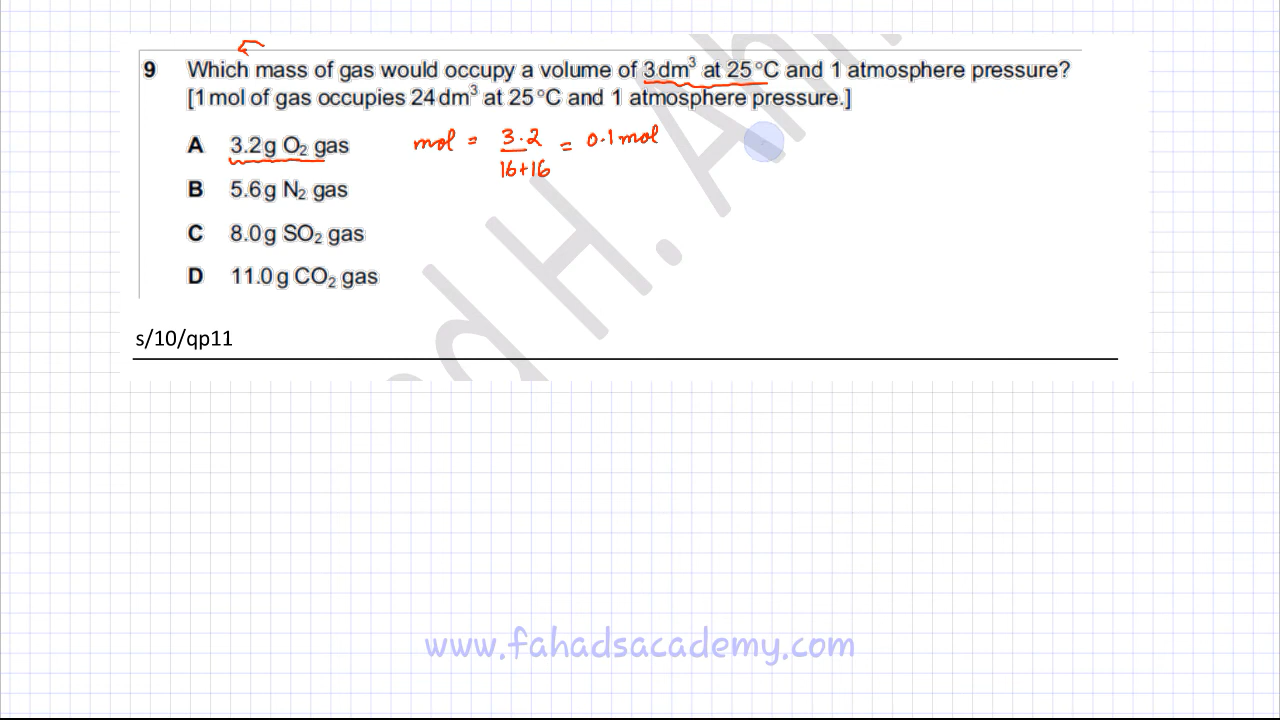 9 Which mass of gas would occupy a volume of 3 dm³ at 25 °C and 1 atmosphere pressure?
[1 mol of gas occupies 24 dm³ at 25 °C and 1 atmosphere pressure.]
A 3.2 g O₂ gas
mol = 3.2 / 16+16 = 0.1 mol
B 5.6 g N₂ gas
C 8.0 g SO₂ gas
D 11.0 g CO₂ gas
s/10/qp11
www.fahadsacademy.com